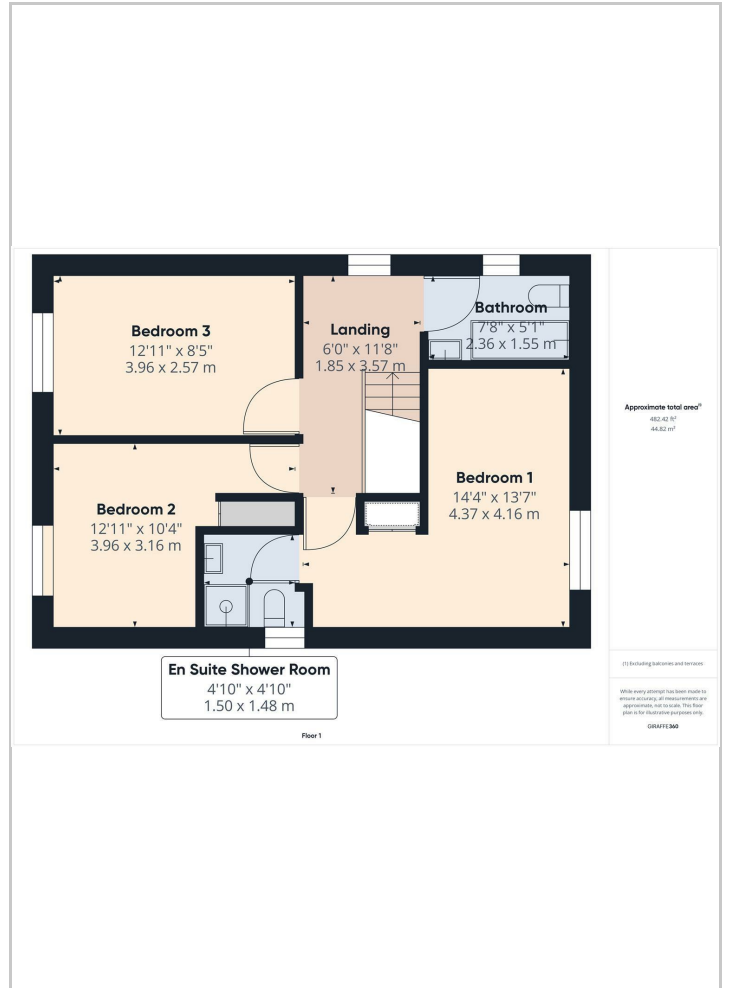 Bedroom 3
12'11" x 8'5"
3.96 x 2.57 m
Landing
6'0" x 11'8"
1.85 x 3.57 m
Bathroom
7'8" x 5'1"
2.36 x 1.55 m
Bedroom 2
12'11" x 10'4"
3.96 x 3.16 m
Bedroom 1
14'4" x 13'7"
4.37 x 4.16 m
En Suite Shower Room
4'10" x 4'10"
1.50 x 1.48 m
Floor 1
Approximate total area⁽¹⁾
482.42 ft²
44.82 m²
(1) Excluding balconies and terraces
While every attempt has been made to
ensure accuracy, all measurements are
approximate, not to scale. This floor
plan is for illustrative purposes only.
GIRAFFE360